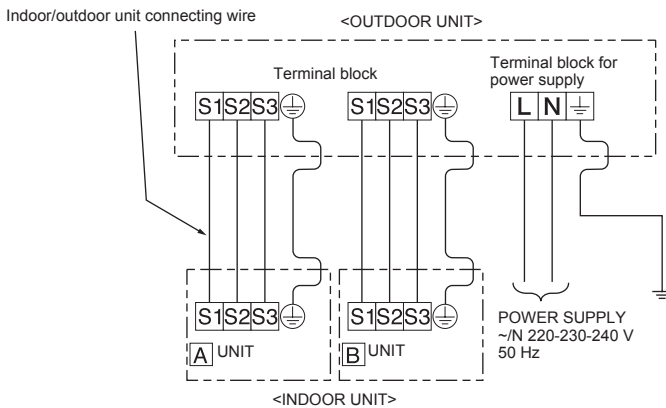 Indoor/outdoor unit connecting wire
<OUTDOOR UNIT>
Terminal block
Terminal block for
power supply
S1 S2 S3
S1 S2 S3
L N
S1 S2 S3
S1 S2 S3
A UNIT
B UNIT
POWER SUPPLY
~/N 220-230-240 V
50 Hz
<INDOOR UNIT>